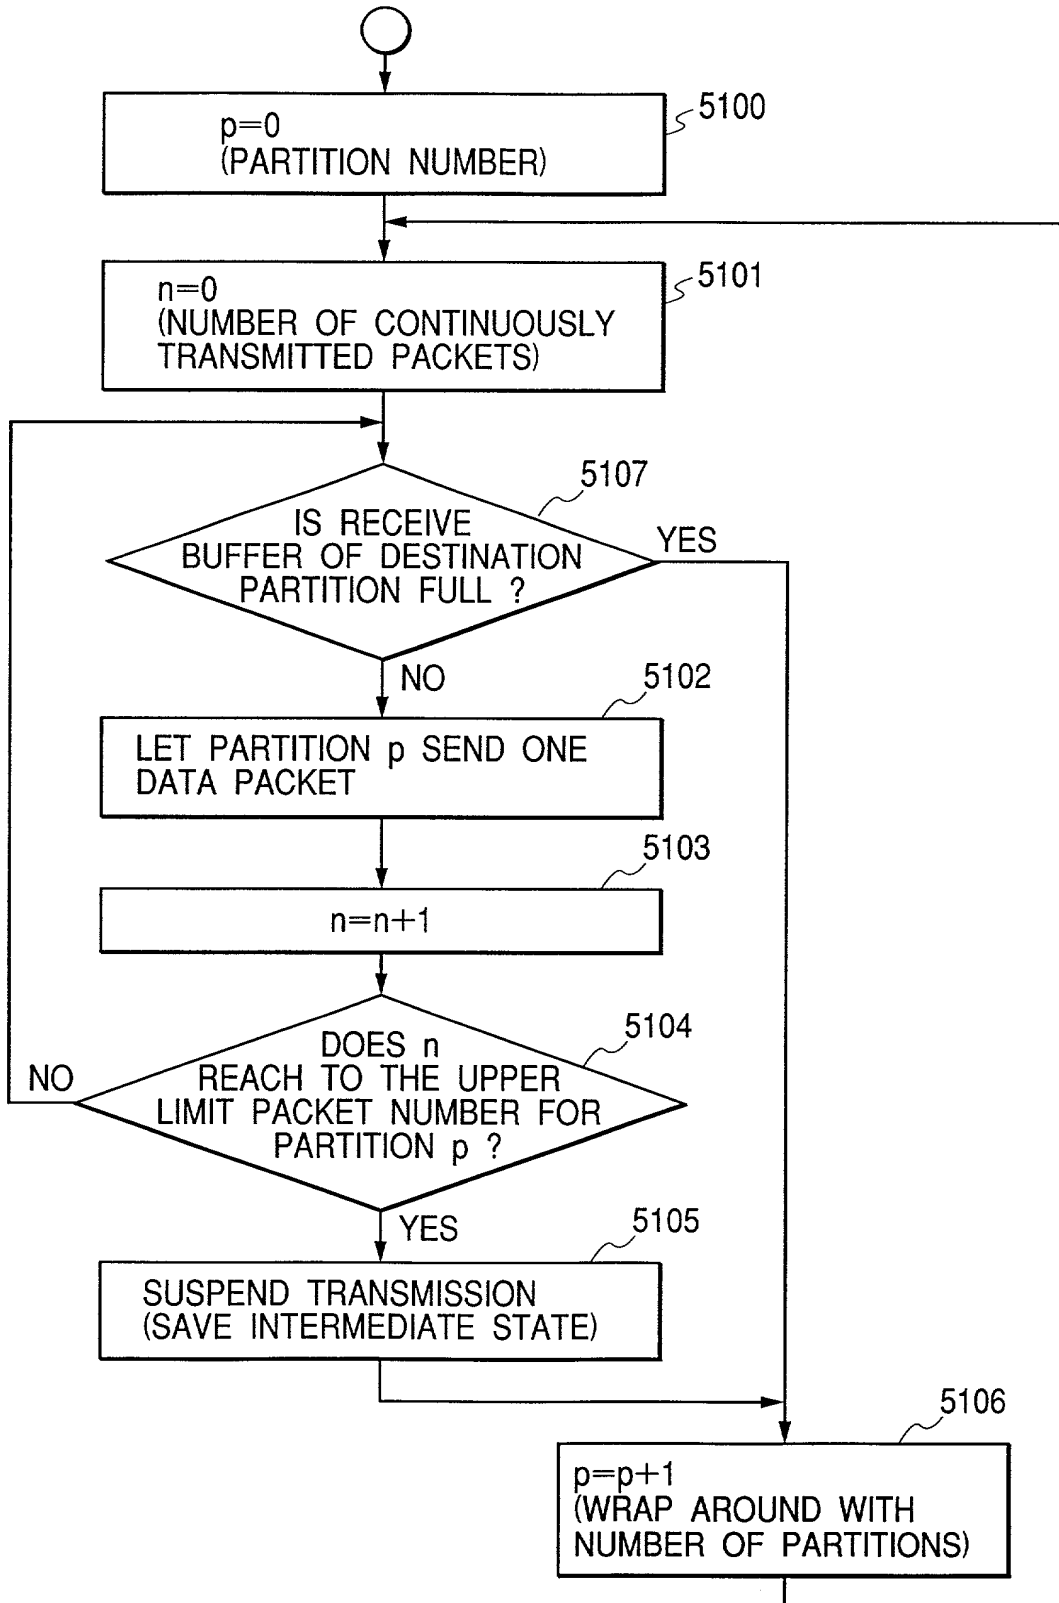 5100
p=0
(PARTITION NUMBER)
5101
n=0
(NUMBER OF CONTINUOUSLY
TRANSMITTED PACKETS)
5107
IS RECEIVE
BUFFER OF DESTINATION
PARTITION FULL ?
YES
NO
5102
LET PARTITION p SEND ONE
DATA PACKET
5103
n=n+1
5104
DOES n
REACH TO THE UPPER
LIMIT PACKET NUMBER FOR
PARTITION p ?
NO
YES
5105
SUSPEND TRANSMISSION
(SAVE INTERMEDIATE STATE)
5106
p=p+1
(WRAP AROUND WITH
NUMBER OF PARTITIONS)